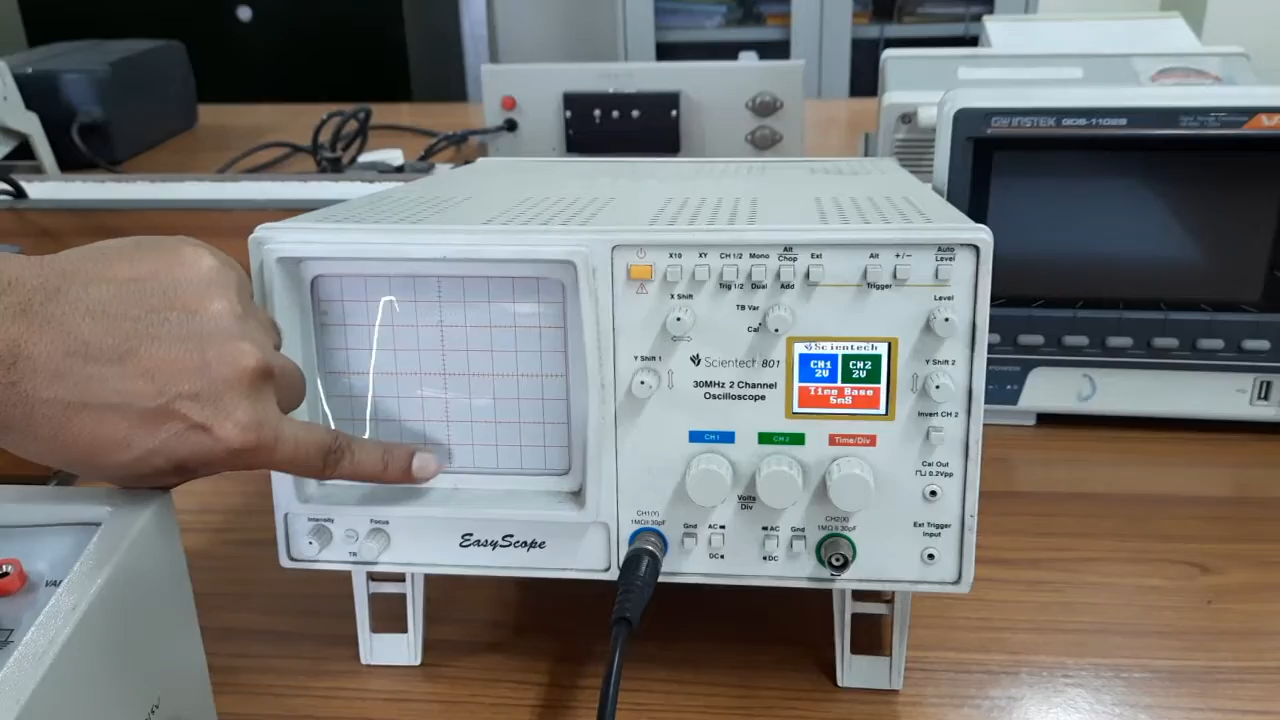 GWINSTEK GDS-1102B
X10 XY CH 1/2 Mono Alt Chop Ext Alt +/- Auto Level
Trig 1/2 Dual Add Trigger
X Shift
TB Var
Cal
Level
Y Shift 1
Scientech 801
30MHz 2 Channel
Oscilloscope
Scientech
CH1 2V
CH2 2V
Time Base
5mS
Y Shift 2
Invert CH 2
CH 1 CH 2 Time/Div
Volts
Div
Cal Out
0.2Vpp
CH1(Y)
1MΩ 30pF
Gnd AC DC
AC DC Gnd
CH2(X)
1MΩ 30pF
Ext Trigger
Input
Intensity Focus
TR
EasyScope